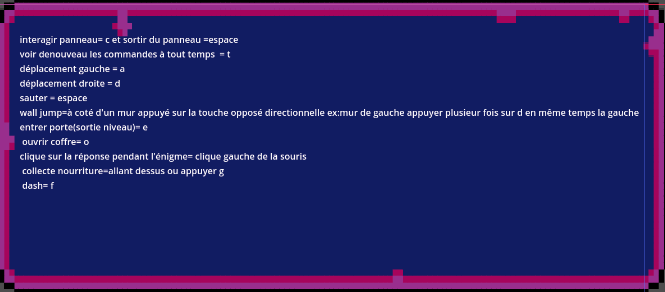 interagir panneau= c et sortir du panneau =espace
voir denouveau les commandes à tout temps  = t
déplacement gauche = a
déplacement droite = d
sauter = espace
wall jump=à coté d'un mur appuyé sur la touche opposé directionnelle ex:mur de gauche appuyer plusieur fois sur d en même temps la gauche
entrer porte(sortie niveau)= e
ouvrir coffre= o
clique sur la réponse pendant l'énigme= clique gauche de la souris
collecte nourriture=allant dessus ou appuyer g
dash= f